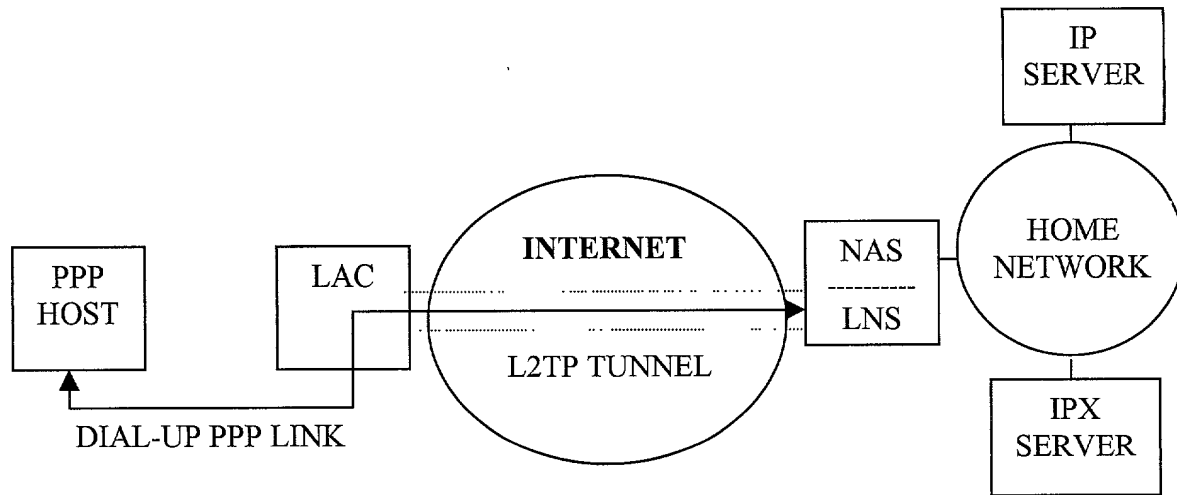 IP
SERVER
INTERNET
PPP
HOST
LAC
NAS
LNS
HOME
NETWORK
L2TP TUNNEL
DIAL-UP PPP LINK
IPX
SERVER